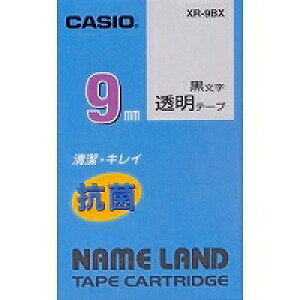 CASIO
XR-9BX
9mm
黒文字
透明テープ
清潔・キレイ
抗菌
NAME LAND
TAPE CARTRIDGE